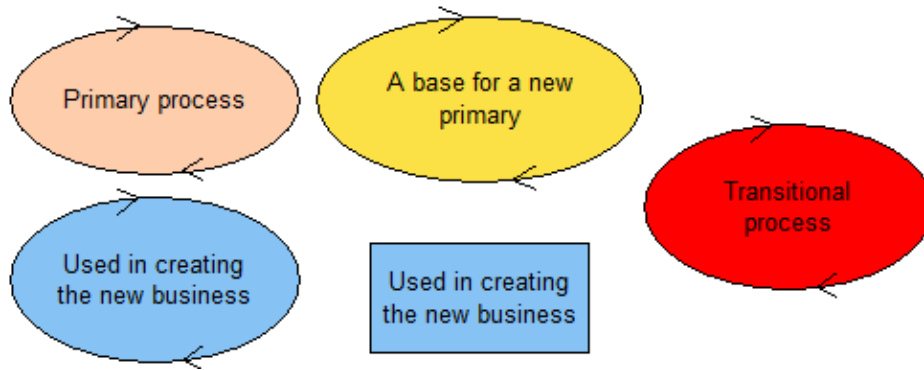 Primary process
A base for a new
primary
Transitional
process
Used in creating
the new business
Used in creating
the new business